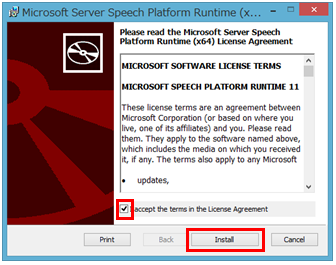 Microsoft Server Speech Platform Runtime (x...
Please read the Microsoft Server Speech
Platform Runtime (x64) License Agreement
MICROSOFT SOFTWARE LICENSE TERMS
MICROSOFT SPEECH PLATFORM RUNTIME 11
These license terms are an agreement between
Microsoft Corporation (or based on where you
live, one of its affiliates) and you. Please read
them. They apply to the software named above,
which includes the media on which you received
it, if any. The terms also apply to any Microsoft
• updates,
I accept the terms in the License Agreement
Print Back Install Cancel